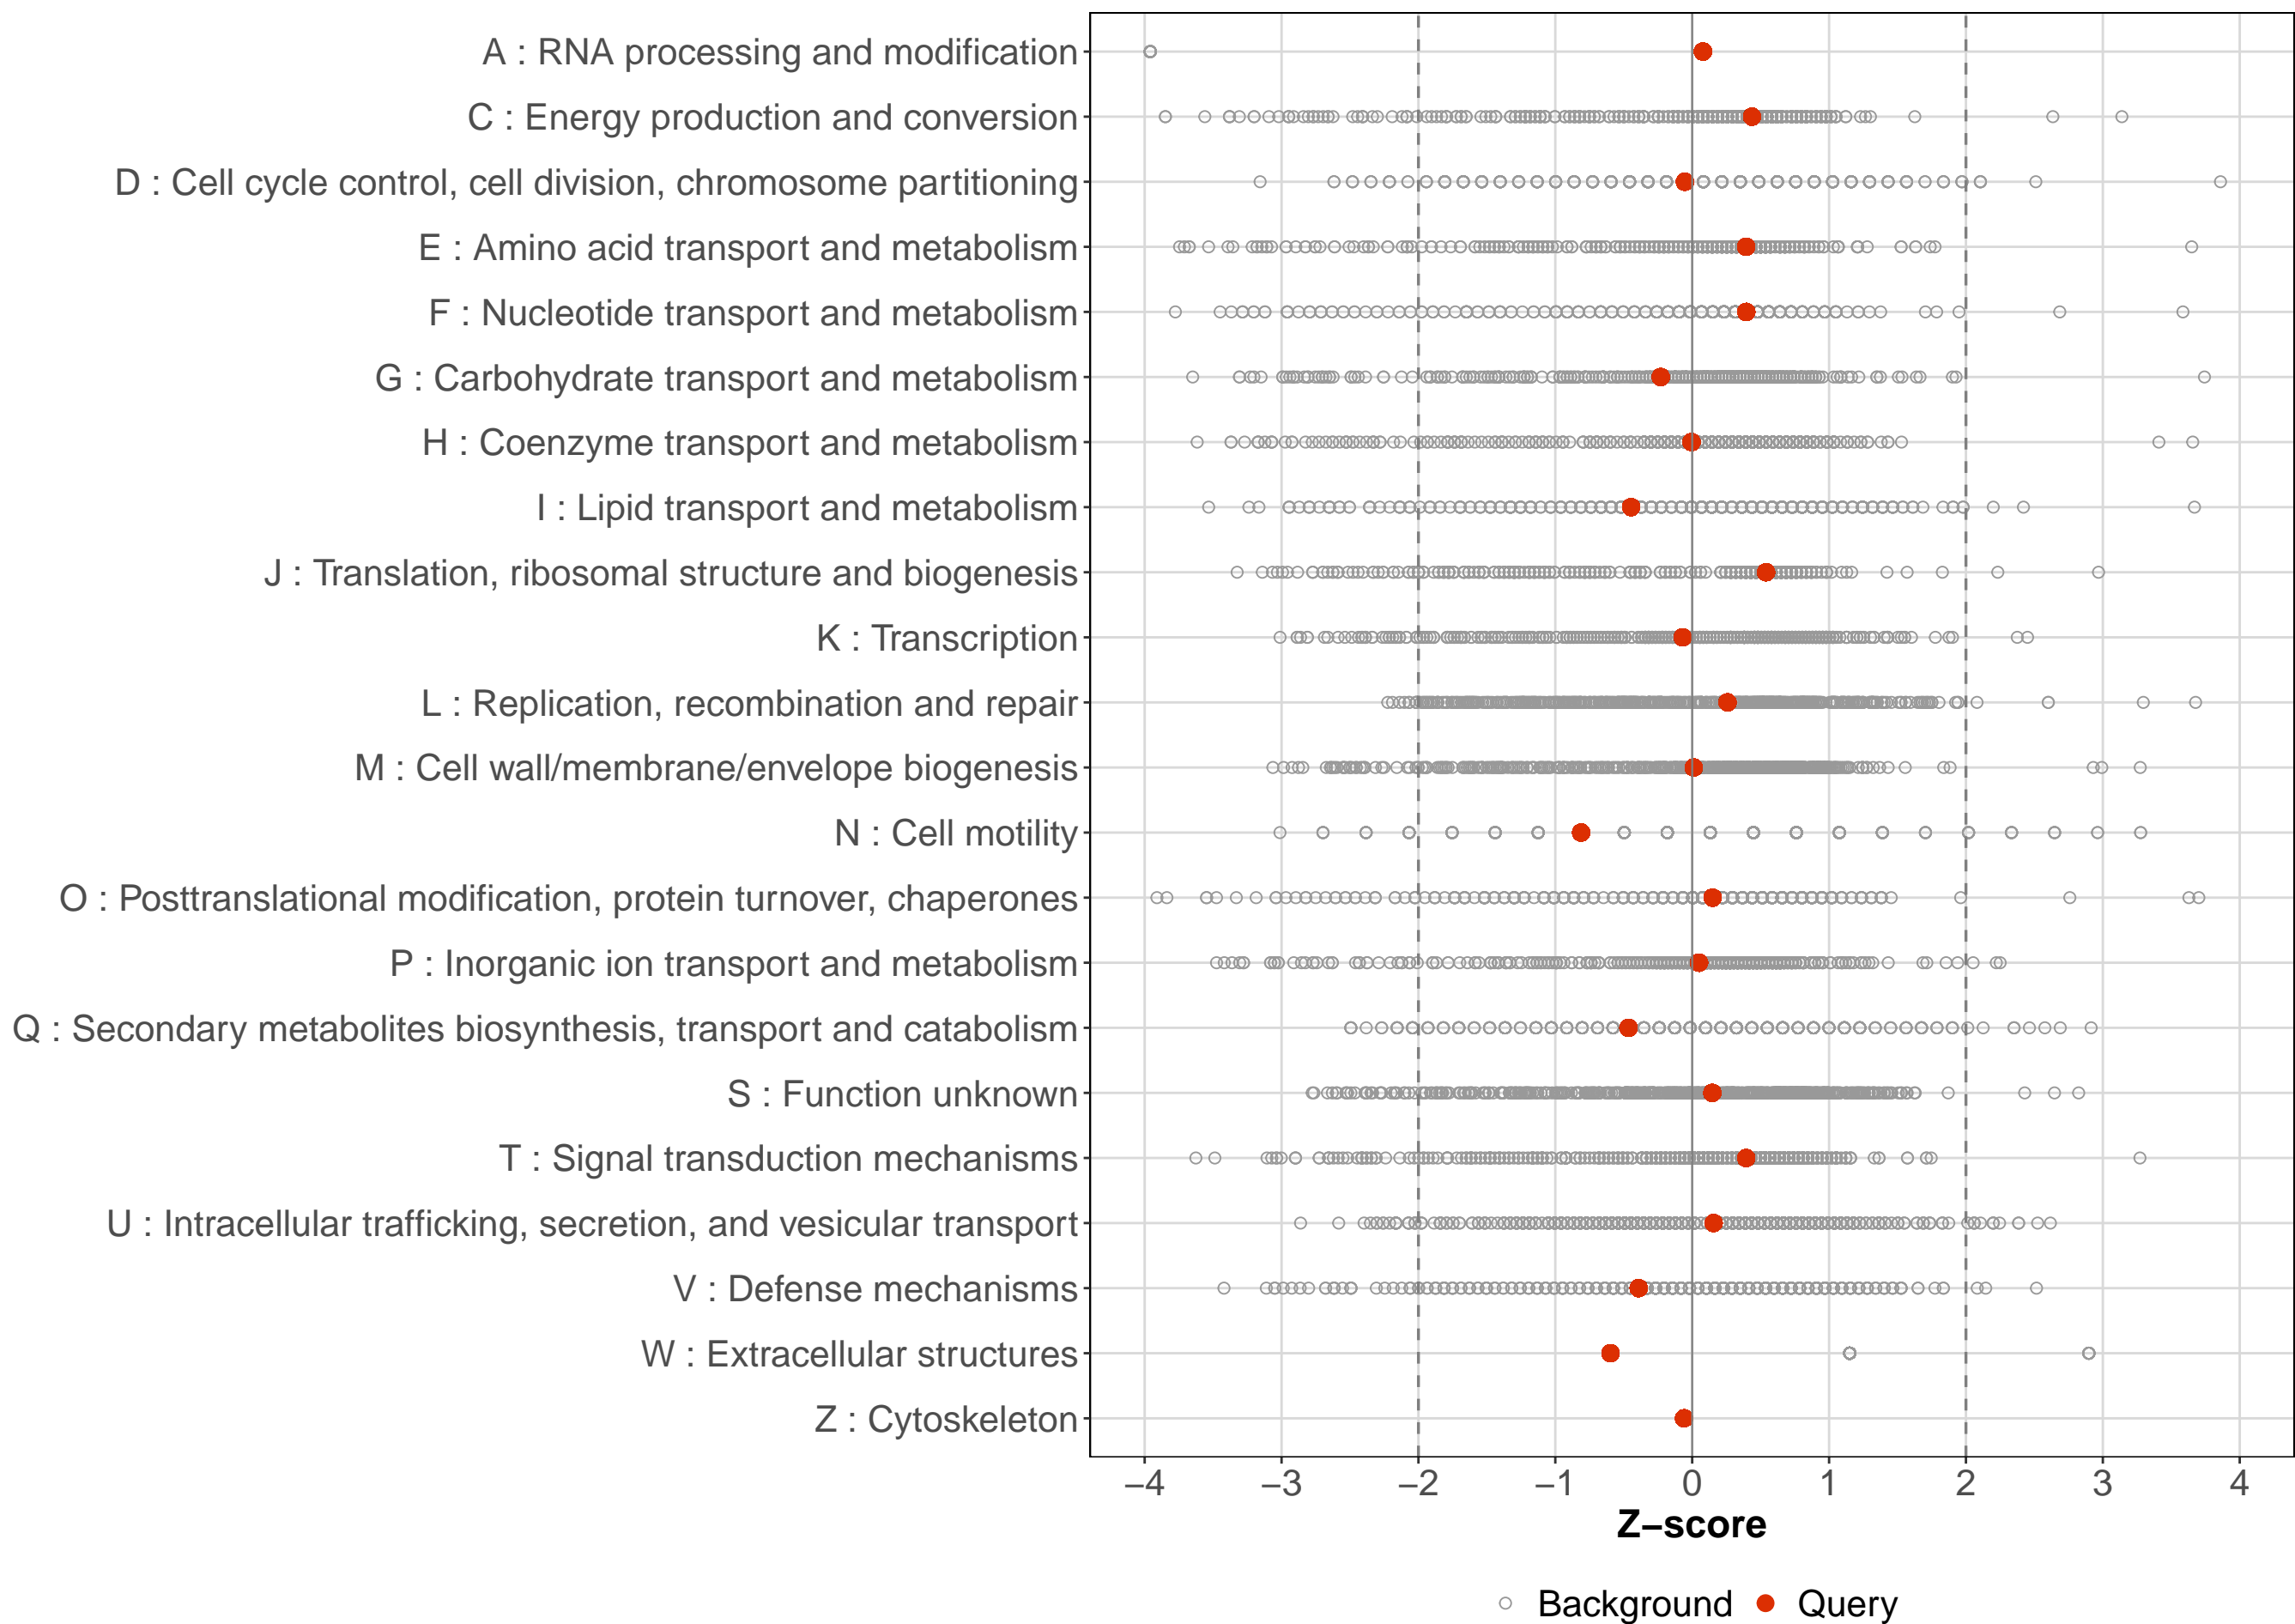 A : RNA processing and modification
C : Energy production and conversion
D : Cell cycle control, cell division, chromosome partitioning
E : Amino acid transport and metabolism
F : Nucleotide transport and metabolism
G : Carbohydrate transport and metabolism
H : Coenzyme transport and metabolism
I : Lipid transport and metabolism
J : Translation, ribosomal structure and biogenesis
K : Transcription
L : Replication, recombination and repair
M : Cell wall/membrane/envelope biogenesis
N : Cell motility
O : Posttranslational modification, protein turnover, chaperones
P : Inorganic ion transport and metabolism
Q : Secondary metabolites biosynthesis, transport and catabolism
S : Function unknown
T : Signal transduction mechanisms
U : Intracellular trafficking, secretion, and vesicular transport
V : Defense mechanisms
W : Extracellular structures
Z : Cytoskeleton
−4 −3 −2 −1 0 1 2 3 4
Z−score
Background Query